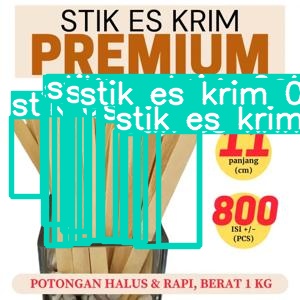 STIK ES KRIM
PREMIUM
stik es krim 0
stik es krim
11
panjang
(cm)
800
ISI +/-
(PCS)
POTONGAN HALUS & RAPI, BERAT 1 KG